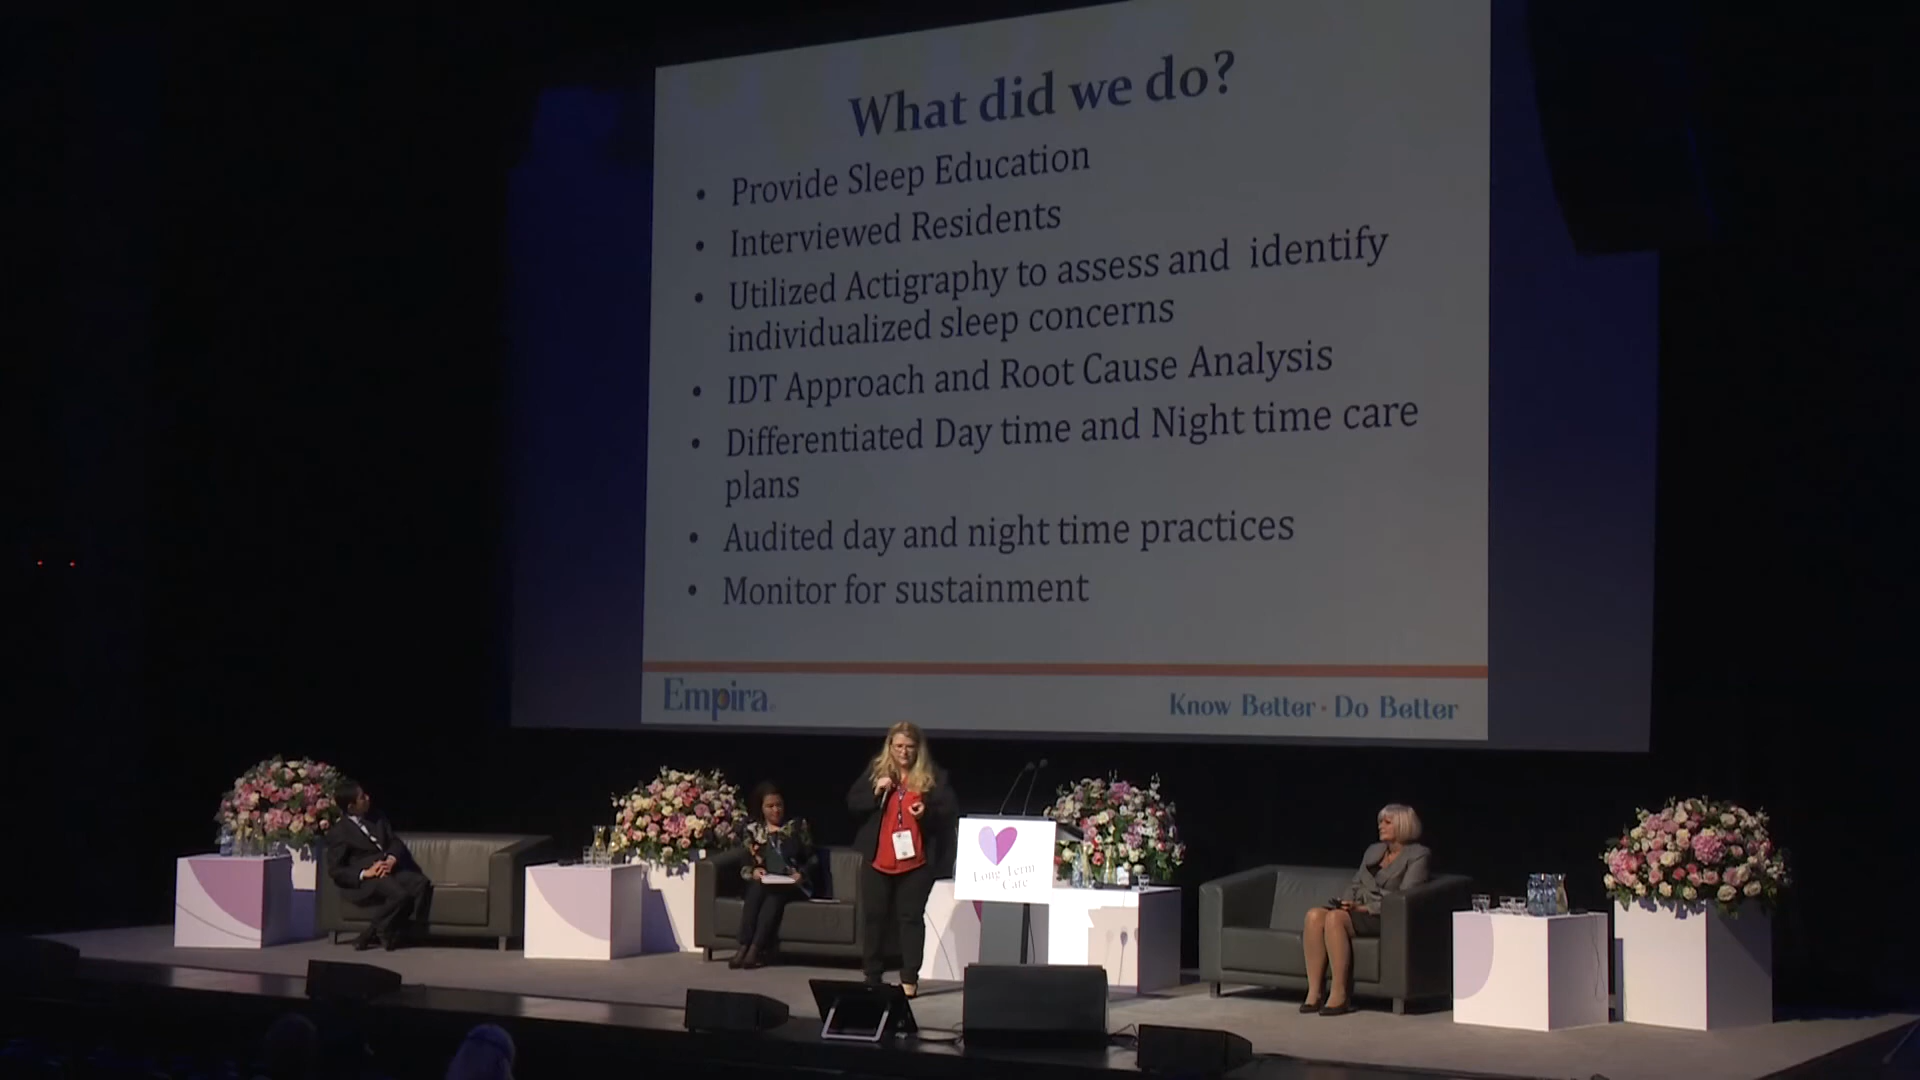 What did we do?
• Provide Sleep Education
• Interviewed Residents
• Utilized Actigraphy to assess and identify
individualized sleep concerns
• IDT Approach and Root Cause Analysis
• Differentiated Day time and Night time care
plans
• Audited day and night time practices
• Monitor for sustainment
Empira
Know Better · Do Better
Long Term
Care